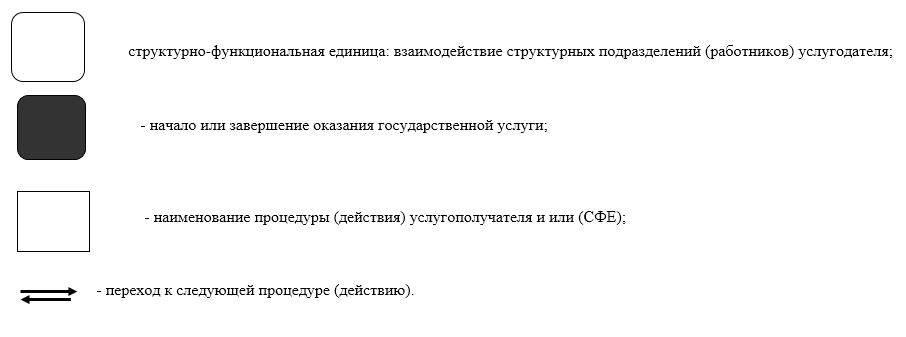 структурно-функциональная единица: взаимодействие структурных подразделений (работников) услугодателя;
- начало или завершение оказания государственной услуги;
- наименование процедуры (действия) услугополучателя и или (СФЕ);
- переход к следующей процедуре (действию).